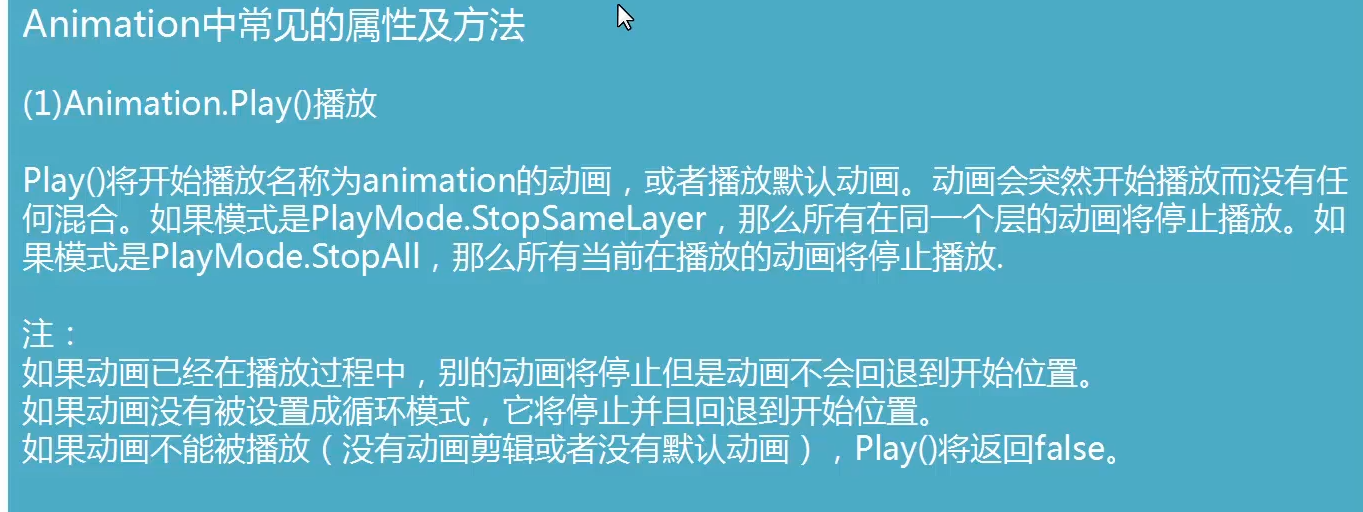 Animation中常见的属性及方法
(1)Animation.Play()播放
Play()将开始播放名称为animation的动画，或者播放默认动画。动画会突然开始播放而没有任
何混合。如果模式是PlayMode.StopSameLayer，那么所有在同一个层的动画将停止播放。如
果模式是PlayMode.StopAll，那么所有当前在播放的动画将停止播放.
注：
如果动画已经在播放过程中，别的动画将停止但是动画不会回退到开始位置。
如果动画没有被设置成循环模式，它将停止并且回退到开始位置。
如果动画不能被播放（没有动画剪辑或者没有默认动画），Play()将返回false。